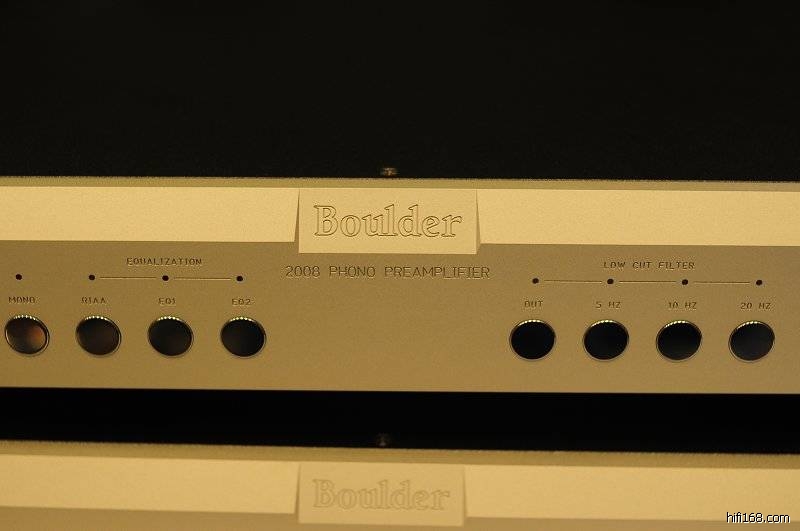 Boulder
EQUALIZATION
2008 PHONO PREAMPLIFIER
LOW CUT FILTER
MONO RIAA EQ1 EQ2
OUT 5 HZ 10 HZ 20 HZ
Boulder
hifi168.com